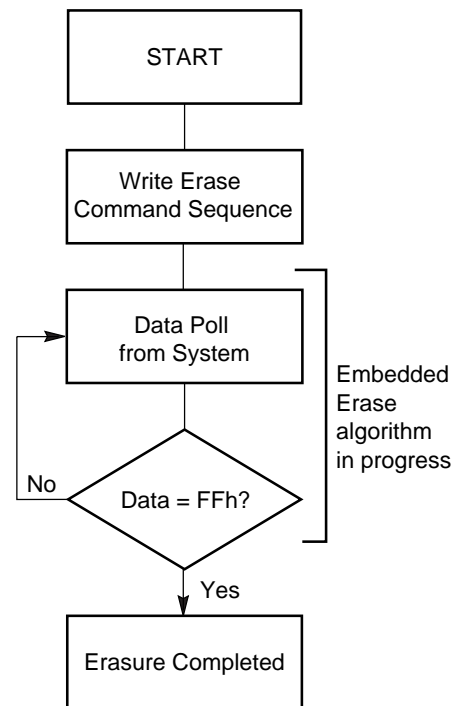 START
Write Erase
Command Sequence
Data Poll
from System
Embedded
Erase
algorithm
in progress
No
Data = FFh?
Yes
Erasure Completed